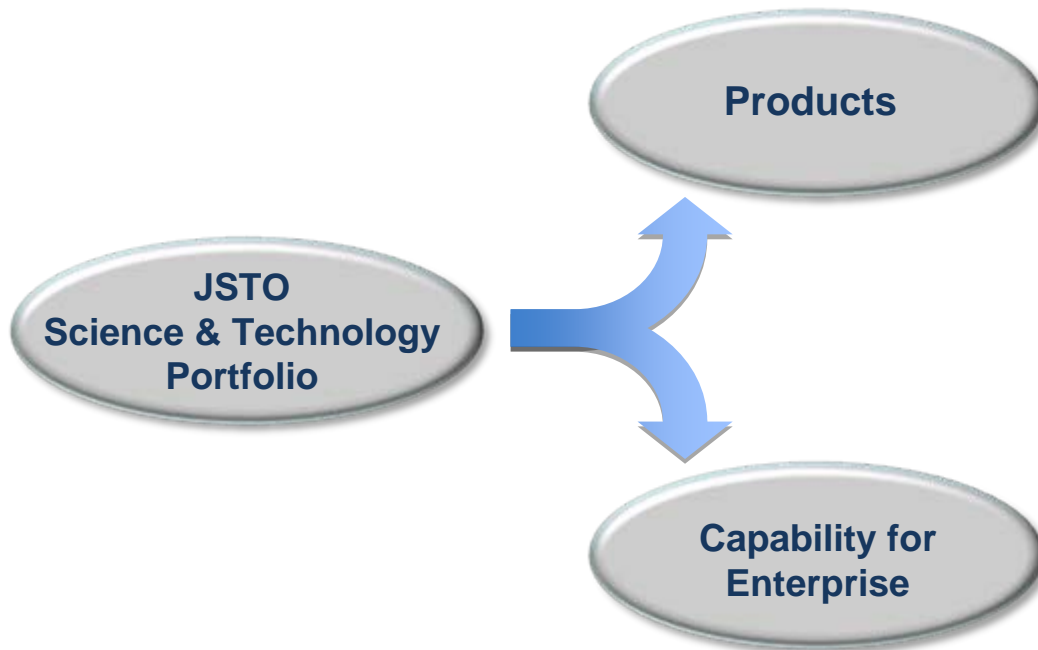 Products
JSTO
Science & Technology
Portfolio
Capability for
Enterprise